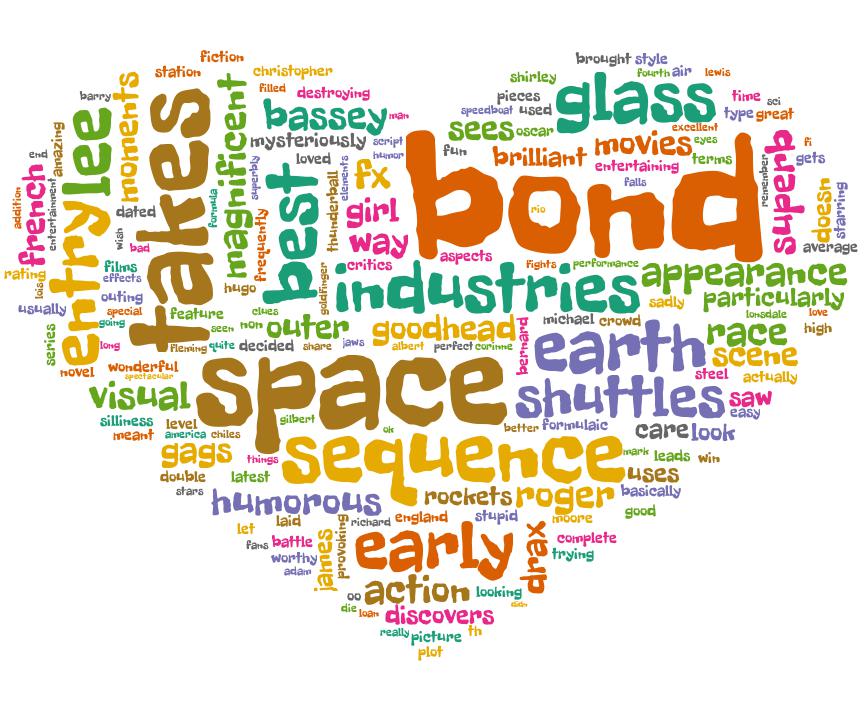 fiction
station
christopher
brought style
shirley
fourth air lewis
filled destroying
barry
pieces
glass
time sci
speedboat used
type great
bassey man
sees oscar
excellent
mysteriously script
movies eyes
fun
brilliant
fi
loved humor
entertaining terms
gets
end
amazing
moments
lee
takes
magnificent
superbly
best
elements
fx
bond
falls
remember
superb
doesn
starring
addition
french
entertainment
entry
wish
dated
formula
frequently
thunderball
girl
rio
bad
way
average
aspects
films
critics
fights performance
appearance
rating
lois
effects
hugo
goldfinger
industries
usually
outing
sadly particularly
special
feature
clues
lonsdale love
series
going
seen non outer
goodhead
michael crowd
race
high
long
fleming quite decided share jaws albert perfect corinne
bernard
earth
scene
novel
wonderful
spectacular
space
steel actually
visual
shuttles saw
easy
silliness level
gilbert
better formulaic
care look
meant america chiles
ok
gags
things
sequence
mark leads win
double
latest
uses
stars
humorous
rockets roger basically
let
laid
richard england
stupid moore
good
fans battle
james
provoking
early
drax
complete
trying
worthy
adam
oo
action looking
die loan
discovers
really picture th
plot